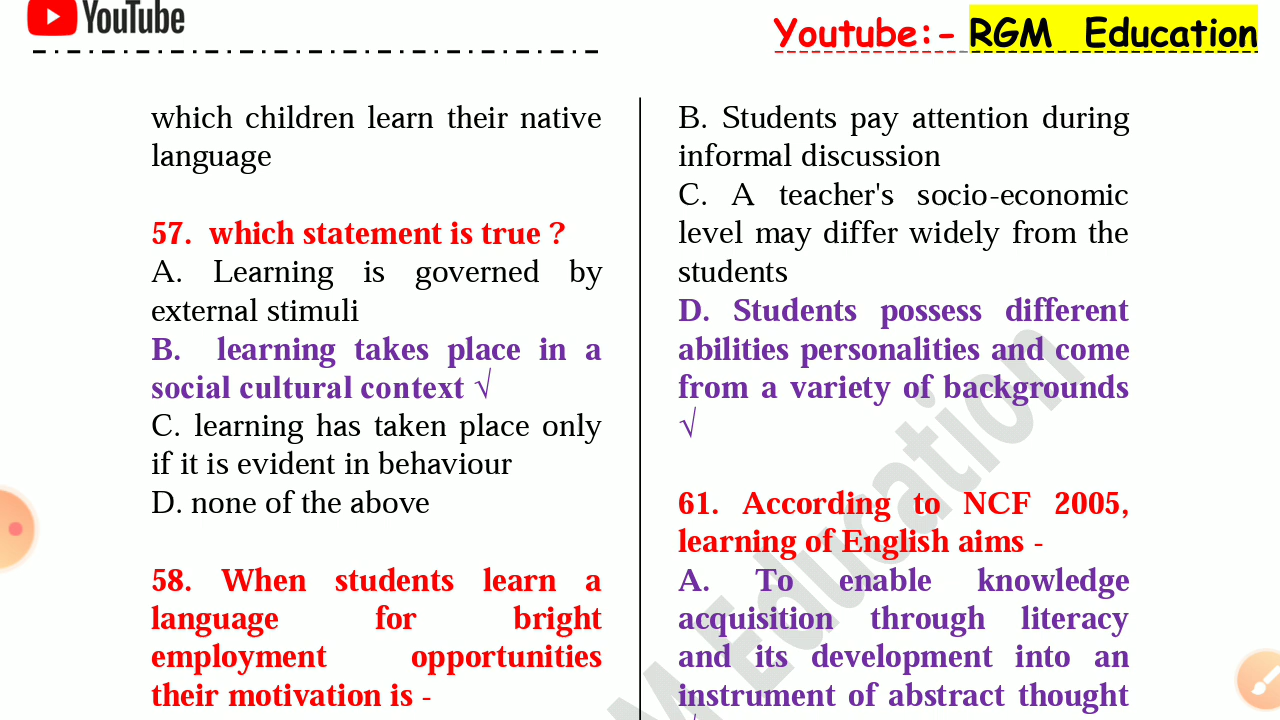 YouTube
Youtube:- RGM Education
which children learn their native
language
57. which statement is true ?
A. Learning is governed by
external stimuli
B. learning takes place in a
social cultural context √
C. learning has taken place only
if it is evident in behaviour
D. none of the above
58. When students learn a
language for bright
employment opportunities
their motivation is -
B. Students pay attention during
informal discussion
C. A teacher's socio-economic
level may differ widely from the
students
D. Students possess different
abilities personalities and come
from a variety of backgrounds
√
61. According to NCF 2005,
learning of English aims -
A. To enable knowledge
acquisition through literacy
and its development into an
instrument of abstract thought
√
M Education